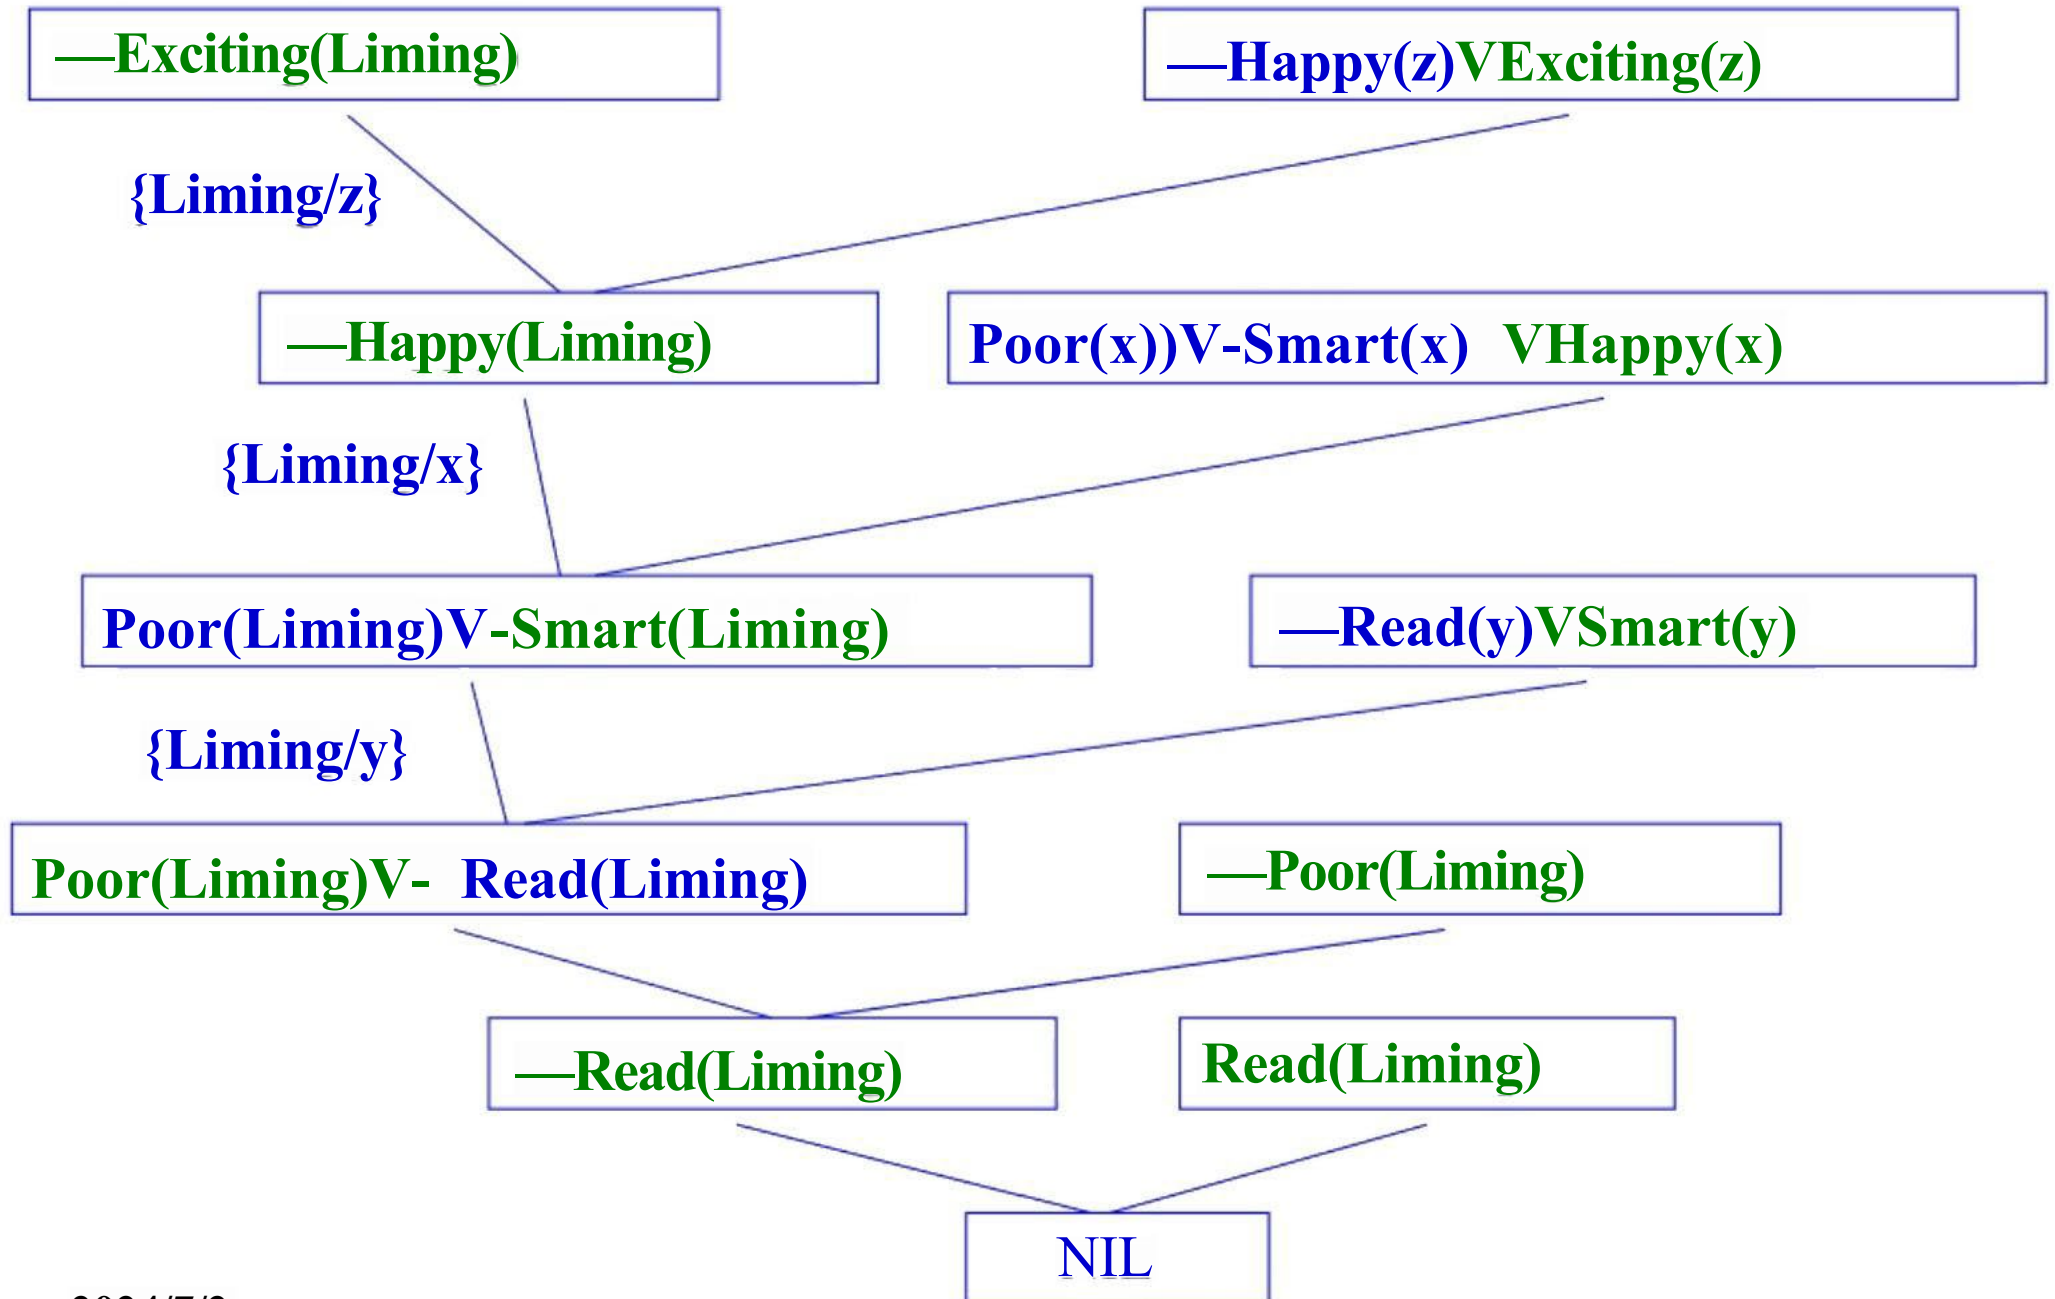 —Exciting(Liming)
—Happy(z)VExciting(z)
{Liming/z}
—Happy(Liming)
Poor(x))V-Smart(x) VHappy(x)
{Liming/x}
Poor(Liming)V-Smart(Liming)
—Read(y)VSmart(y)
{Liming/y}
Poor(Liming)V- Read(Liming)
—Poor(Liming)
—Read(Liming)
Read(Liming)
NIL